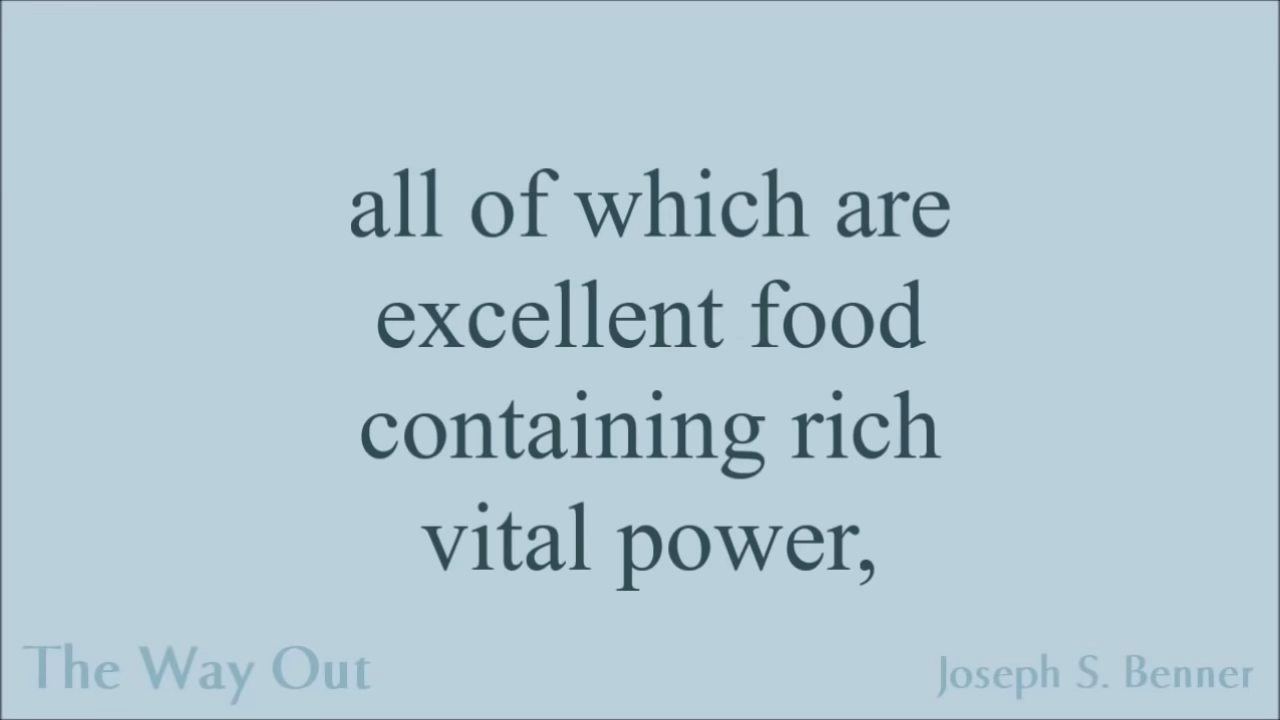 all of which are
excellent food
containing rich
vital power,
The Way Out
Joseph S. Benner